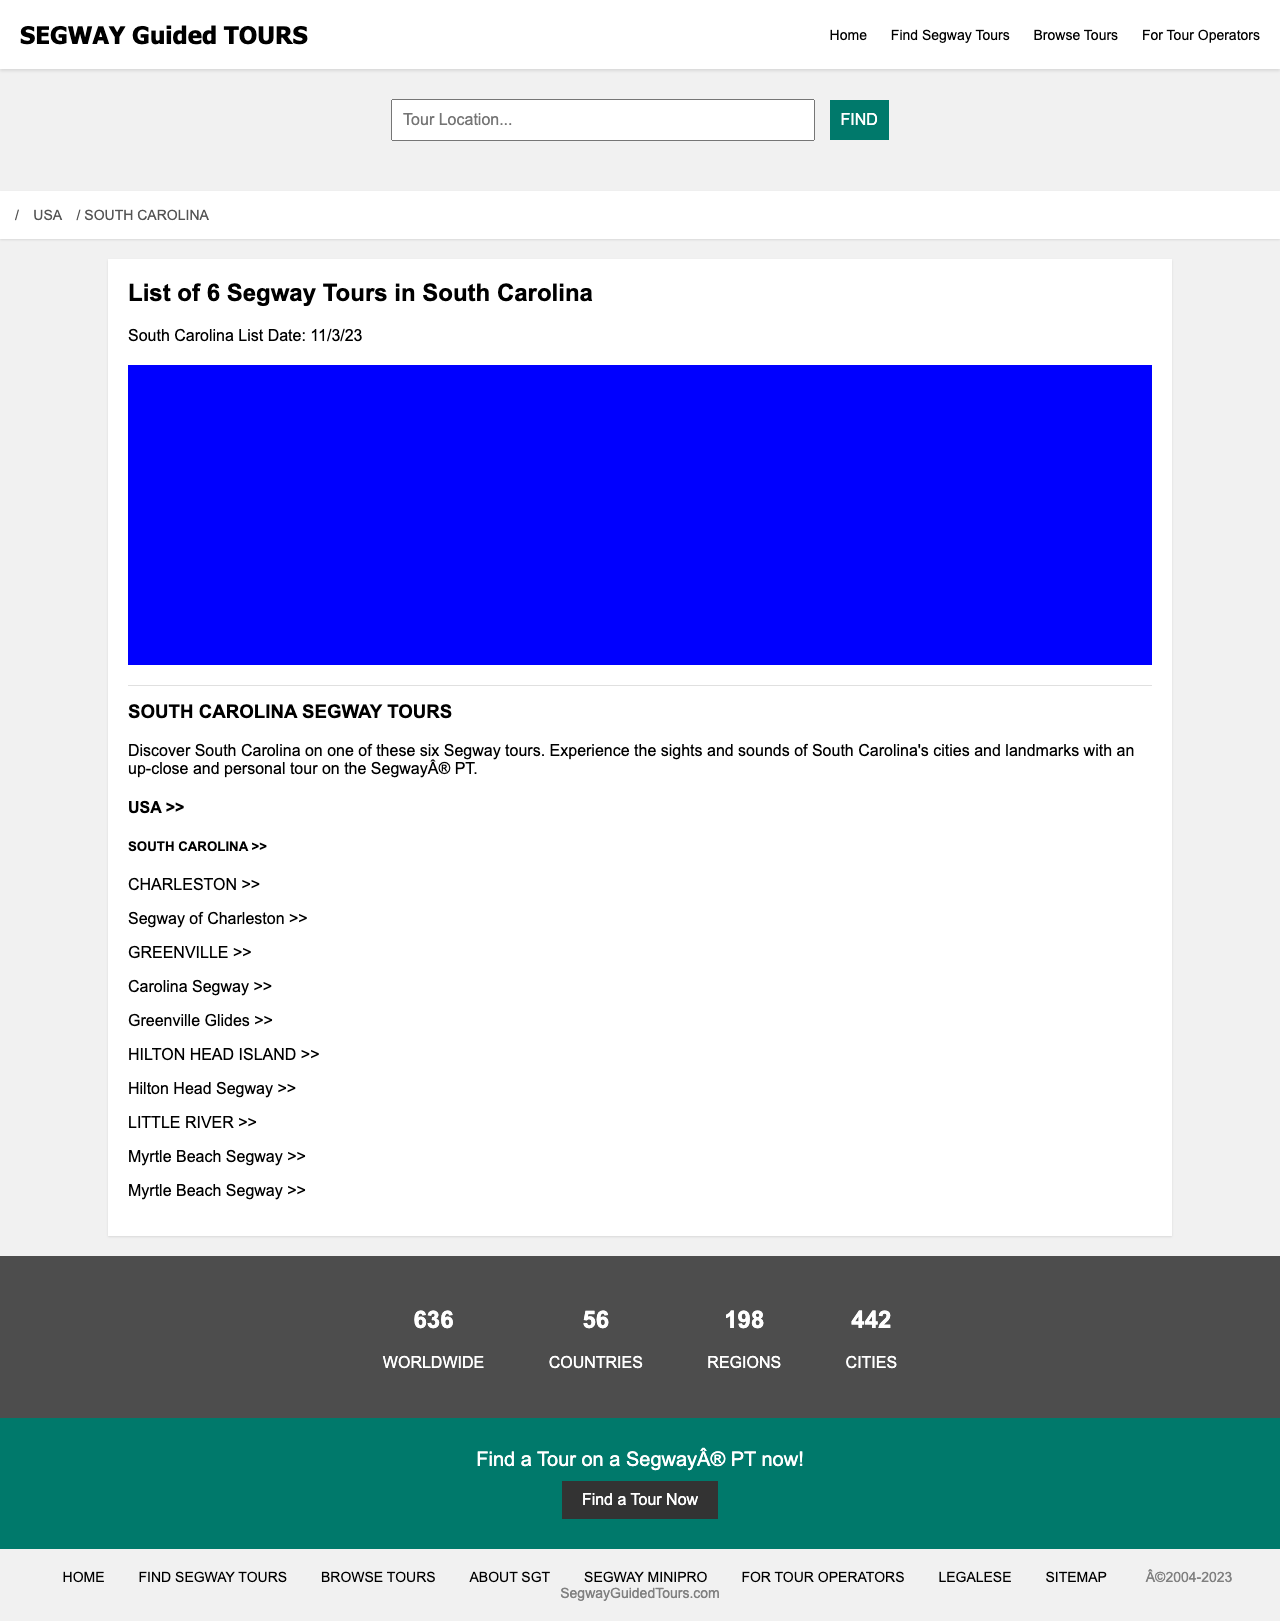 SEGWAY Guided TOURS
Home Find Segway Tours Browse Tours For Tour Operators
Tour Location... FIND
/ USA / SOUTH CAROLINA
List of 6 Segway Tours in South Carolina
South Carolina List Date: 11/3/23
SOUTH CAROLINA SEGWAY TOURS
Discover South Carolina on one of these six Segway tours. Experience the sights and sounds of South Carolina's cities and landmarks with an
up-close and personal tour on the SegwayÂ® PT.
USA >>
SOUTH CAROLINA >>
CHARLESTON >>
Segway of Charleston >>
GREENVILLE >>
Carolina Segway >>
Greenville Glides >>
HILTON HEAD ISLAND >>
Hilton Head Segway >>
LITTLE RIVER >>
Myrtle Beach Segway >>
Myrtle Beach Segway >>
636 56 198 442
WORLDWIDE COUNTRIES REGIONS CITIES
Find a Tour on a SegwayÂ® PT now!
Find a Tour Now
HOME FIND SEGWAY TOURS BROWSE TOURS ABOUT SGT SEGWAY MINIPRO FOR TOUR OPERATORS LEGALESE SITEMAP Â©2004-2023
SegwayGuidedTours.com